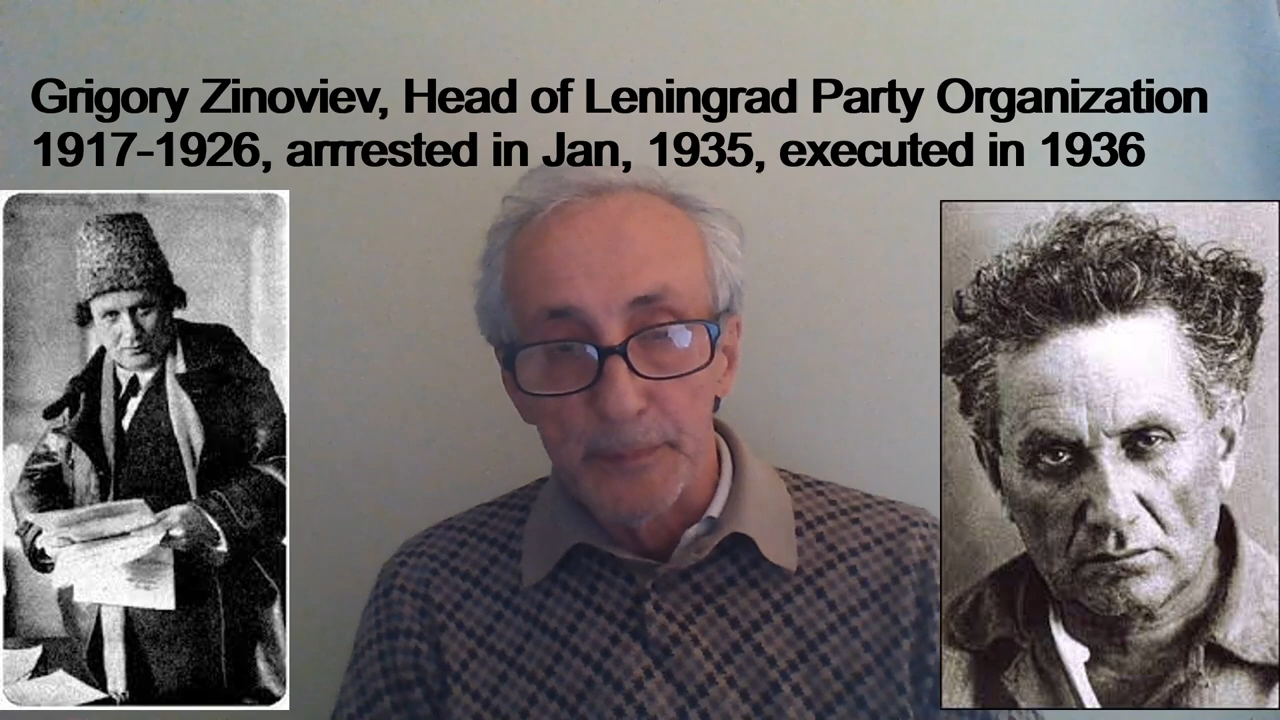 Grigory Zinoviev, Head of Leningrad Party Organization
1917-1926, arrrested in Jan, 1935, executed in 1936